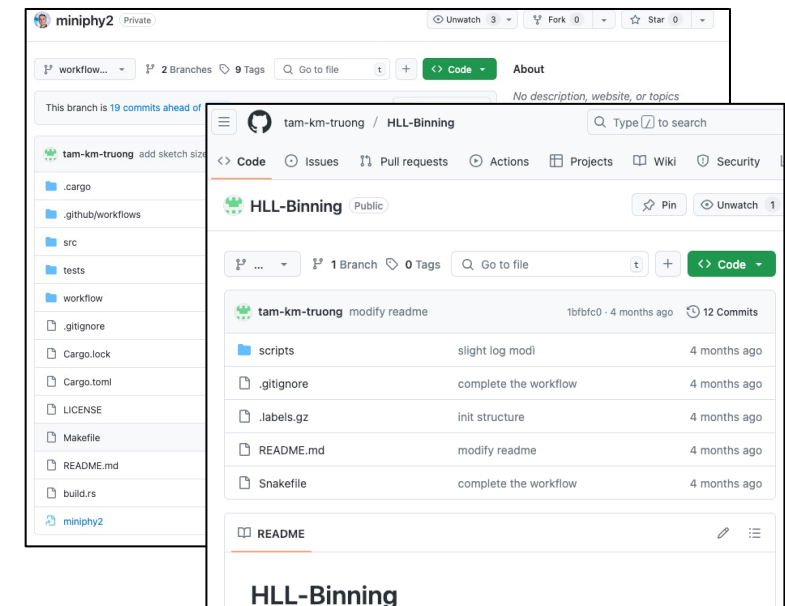 miniphy2 Private
Unwatch 3 Fork 0 Star 0
workflow... 2 Branches 9 Tags Go to file t + <> Code About
No description, website, or topics
This branch is 19 commits ahead of
tam-km-truong add sketch size
.cargo
.github/workflows
src
tests
workflow
.gitignore
Cargo.lock
Cargo.toml
LICENSE
Makefile
README.md
build.rs
miniphy2
tam-km-truong / HLL-Binning Type / to search
<> Code Issues Pull requests Actions Projects Wiki Security
HLL-Binning Public Pin Unwatch 1
... 1 Branch 0 Tags Go to file t + <> Code
tam-km-truong modify readme 1bfbfc0 · 4 months ago 12 Commits
scripts slight log modì 4 months ago
.gitignore complete the workflow 4 months ago
.labels.gz init structure 4 months ago
README.md modify readme 4 months ago
Snakefile complete the workflow 4 months ago
README
HLL-Binning